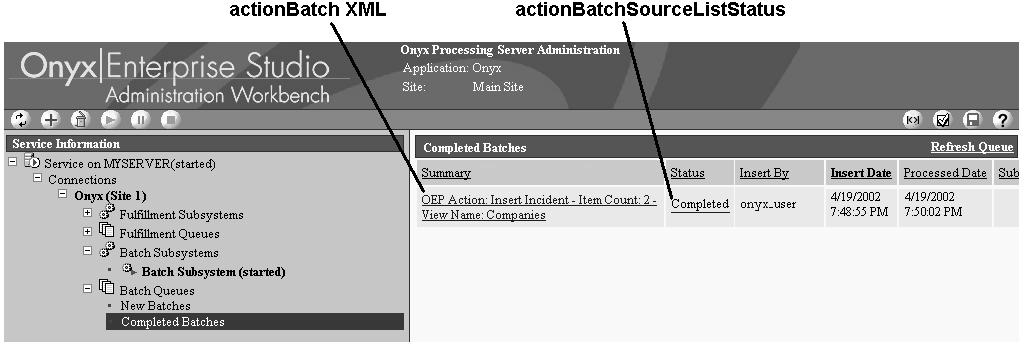 actionBatch XML
actionBatchSourceListStatus
Onyx|Enterprise Studio
Administration Workbench
Onyx Processing Server Administration
Application: Onyx
Site: Main Site
Service Information
Service on MYSERVER(started)
Connections
Onyx (Site 1)
Fulfillment Subsystems
Fulfillment Queues
Batch Subsystems
Batch Subsystem (started)
Batch Queues
New Batches
Completed Batches
Completed Batches Refresh Queue
Summary Status Insert By Insert Date Processed Date Sub
OEP Action: Insert Incident - Item Count: 2 -
View Name: Companies
Completed
onyx_user
4/19/2002
7:48:55 PM
4/19/2002
7:50:02 PM